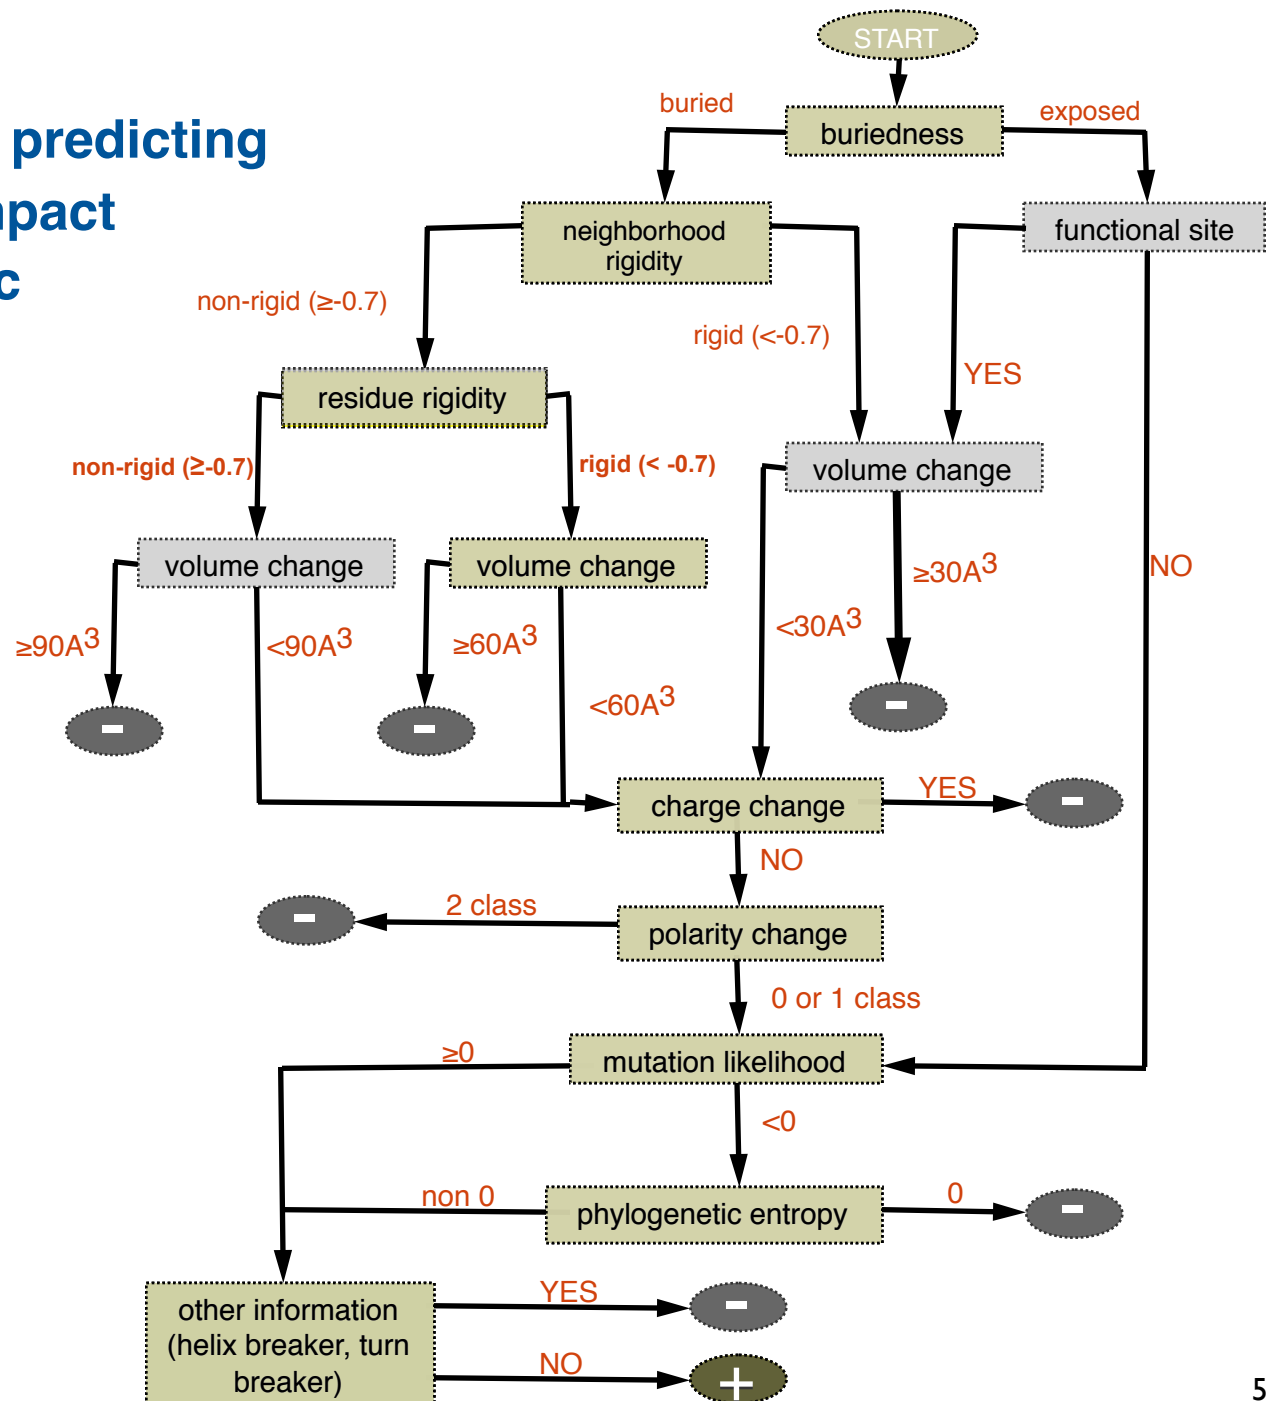 START
predicting
buried
exposed
buriedness
mpact
neighborhood
rigidity
functional site
c
non-rigid (≥-0.7)
rigid (<-0.7)
YES
residue rigidity
non-rigid (≥-0.7)
rigid (< -0.7)
volume change
volume change
volume change
≥30A3
NO
≥90A3
<90A3
≥60A3
<30A3
<60A3
-
-
-
charge change
YES
-
NO
2 class
-
polarity change
0 or 1 class
≥0
mutation likelihood
<0
non 0
phylogenetic entropy
0
-
other information
(helix breaker, turn
breaker)
YES
-
NO
+
5